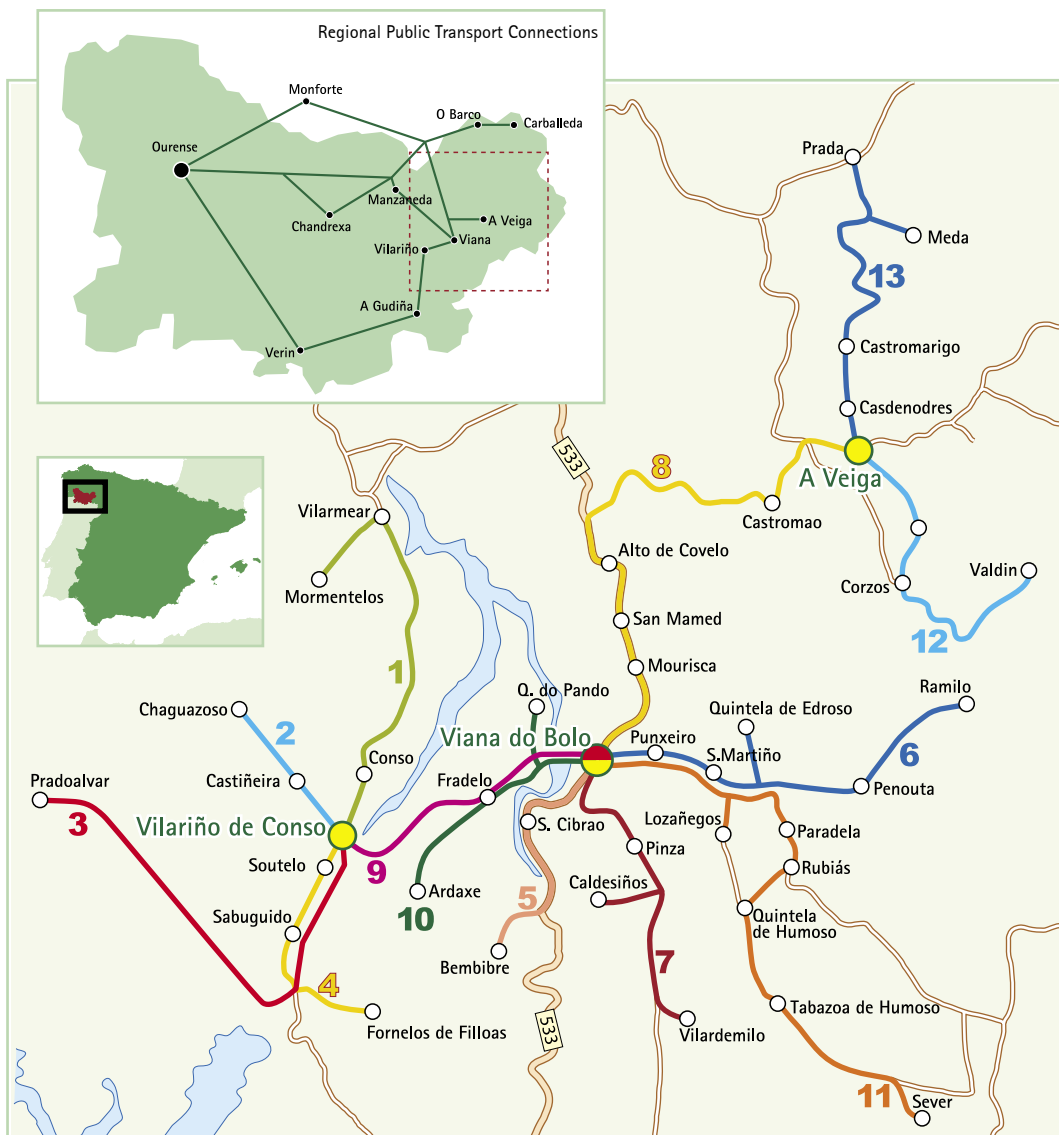 Regional Public Transport Connections
Monforte
O Barco
Carballeda
Ourense
Manzaneda
A Veiga
Chandrexa
Viana
Vilariño
A Gudiña
Verin
Prada
Meda
13
Castromarigo
Casdenodres
533
8
A Veiga
Castromao
Vilarmear
Alto de Covelo
Mormentelos
Corzos
Valdin
San Mamed
12
1
Mourisca
Q. do Pando
Ramilo
Chaguazoso
Quintela de Edroso
2
Viana do Bolo
Punxeiro
S.Martiño
6
Conso
Castiñeira
Fradelo
Penouta
Pradoalvar
3
Vilariño de Conso
S. Cibrao
Lozañegos
Paradela
Soutelo
9
Pinza
Rubiás
Caldesiños
Ardaxe
5
10
Sabuguido
Quintela
de Humoso
Bembibre
7
4
Tabazoa de Humoso
Fornelos de Filloas
533
Vilardemilo
11
Sever